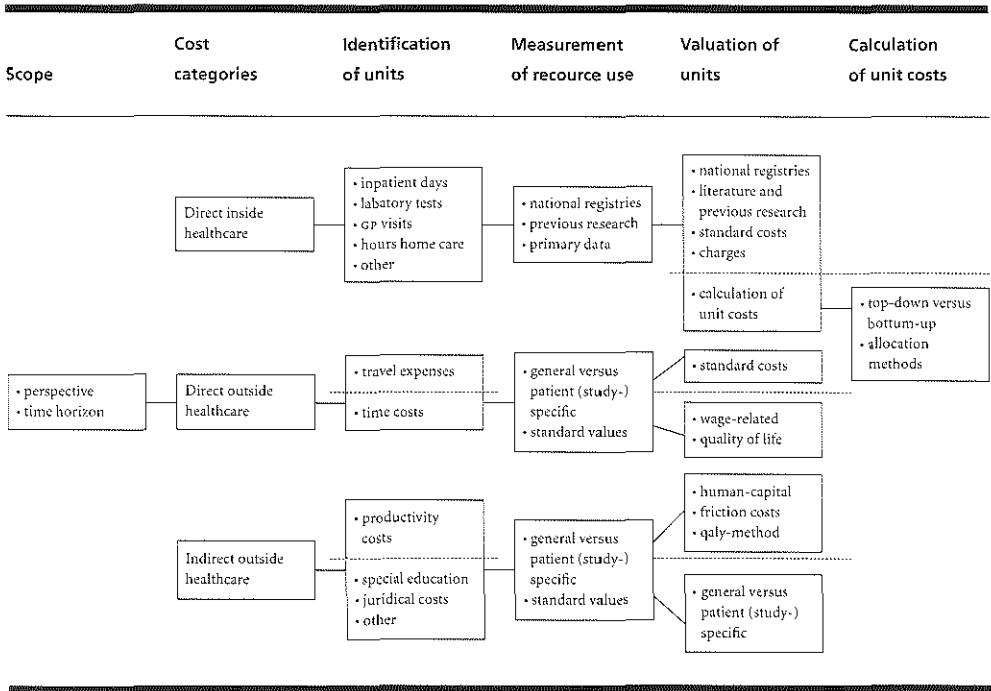 Scope
Cost
categories
Identification
of units
Measurement
of recource use
Valuation of
units
Calculation
of unit costs
• perspective
• time horizon
Direct inside
healthcare
• inpatient days
• labatory tests
• GP visits
• hours home care
• other
• national registries
• previous research
• primary data
• national registries
• literature and
previous research
• standard costs
• charges
• calculation of
unit costs
• top-down versus
bottum-up
• allocation
methods
Direct outside
healthcare
• travel expenses
• time costs
• general versus
patient (study-)
specific
• standard values
• standard costs
• wage-related
• quality of life
Indirect outside
healthcare
• productivity
costs
• special education
• juridical costs
• other
• general versus
patient (study-)
specific
• standard values
• human-capital
• friction costs
• qaly-method
• general versus
patient (study-)
specific